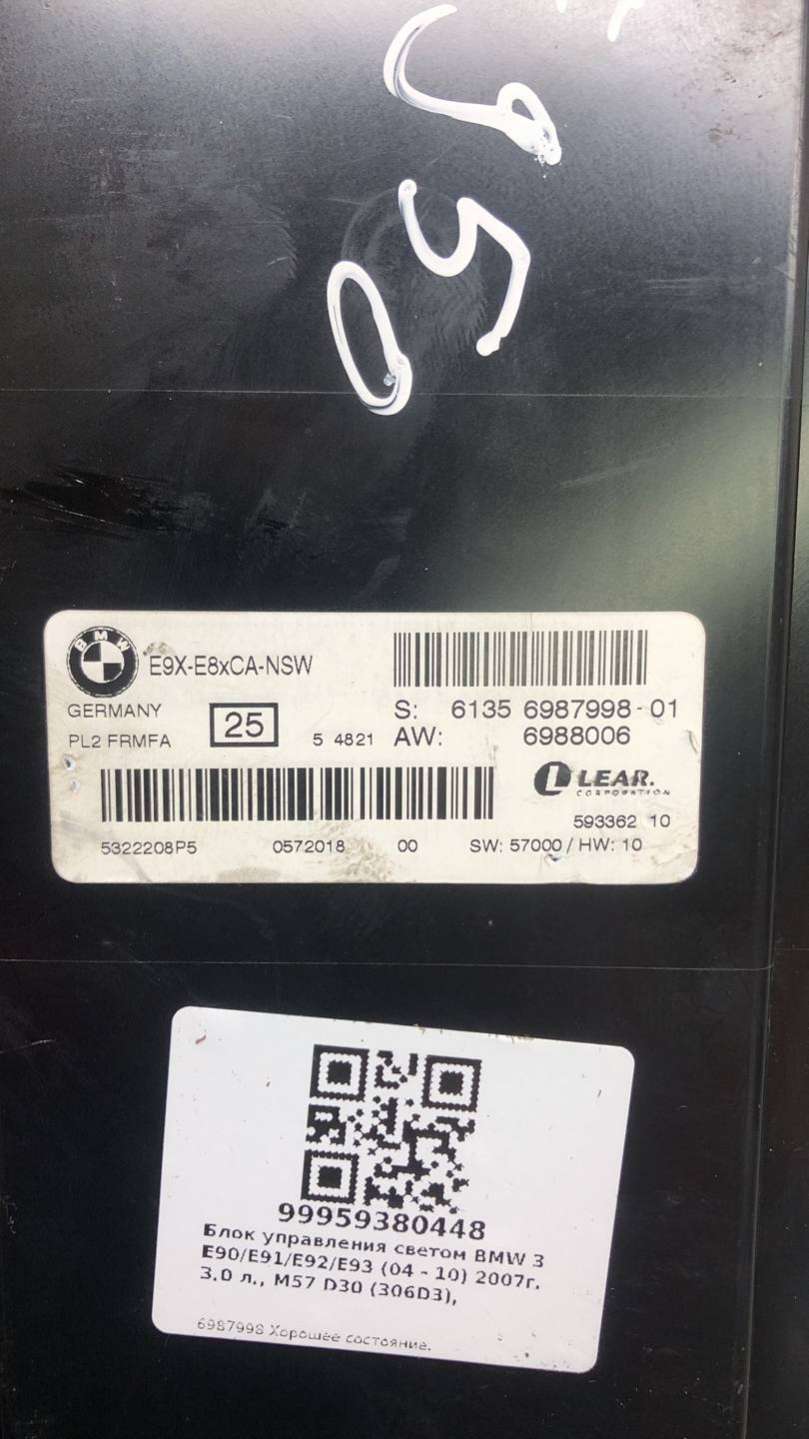 950
BMW
E9X-E8xCA-NSW
GERMANY
PL2 FRMFA
25
5 4821
S: 6135 6987998-01
AW: 6988006
LEAR.
CORPORATION
593362 10
5322208P5 0572018 00 SW: 57000 / HW: 10
99959380448
Блок управления светом BMW 3
E90/E91/E92/E93 (04 - 10) 2007г.
3.0 л., M57 D30 (306D3),
6987998 Хорошее состояние.